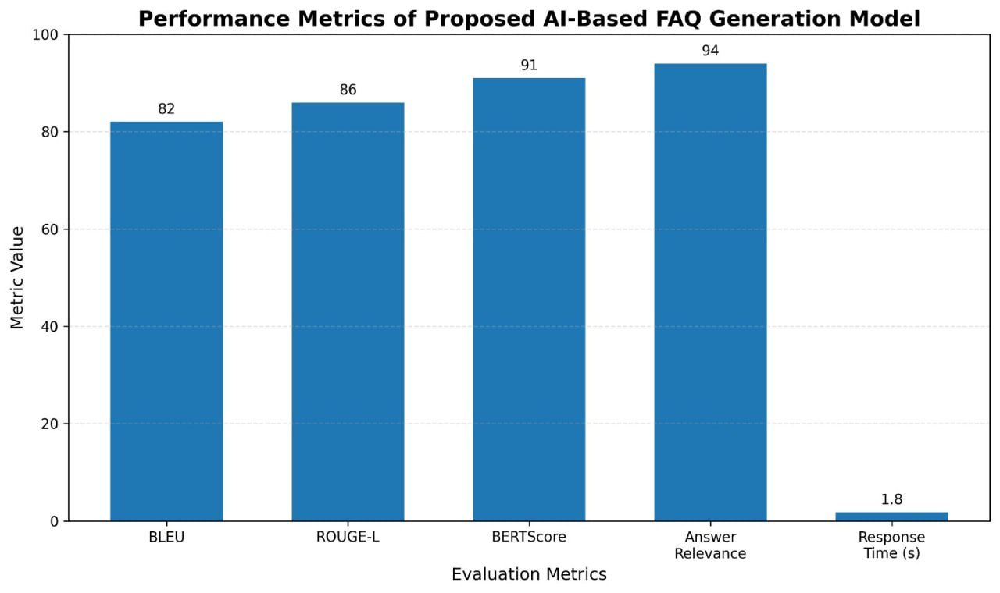 Performance Metrics of Proposed AI-Based FAQ Generation Model
100
80
60
40
20
0
Metric Value
82
86
91
94
1.8
BLEU
ROUGE-L
BERTScore
Answer
Relevance
Response
Time (s)
Evaluation Metrics